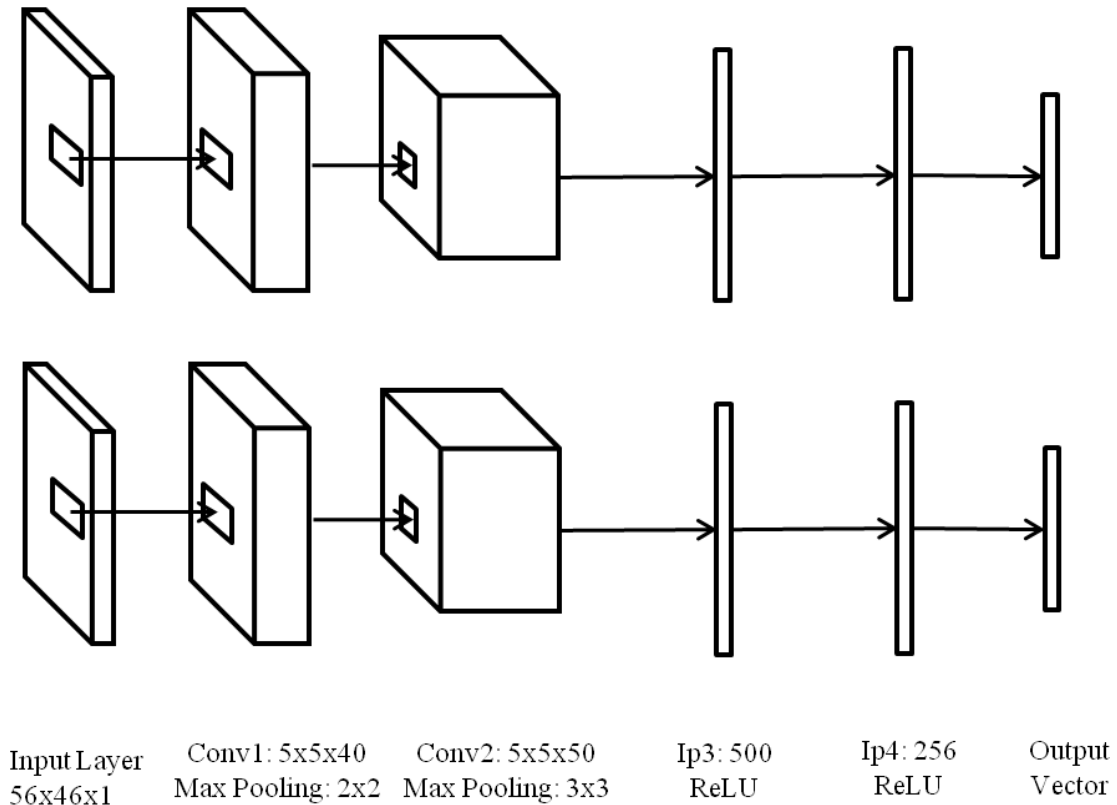 Input Layer
56x46x1
Conv1: 5x5x40
Max Pooling: 2x2
Conv2: 5x5x50
Max Pooling: 3x3
Ip3: 500
ReLU
Ip4: 256
ReLU
Output
Vector